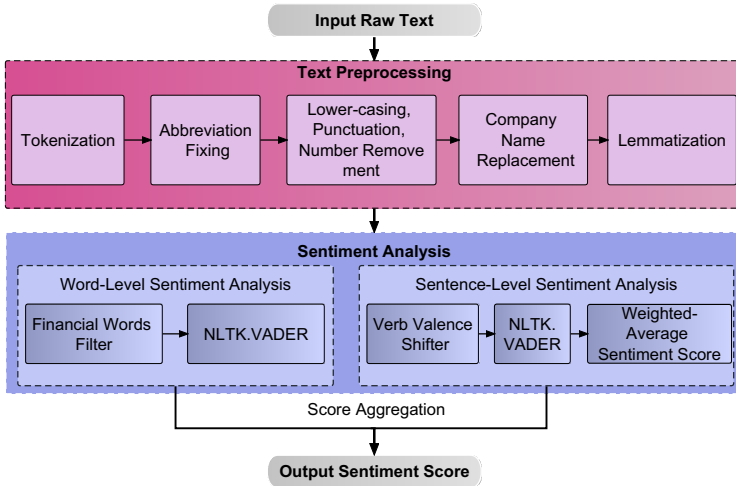 Input Raw Text
Text Preprocessing
Tokenization
Abbreviation
Fixing
Lower-casing,
Punctuation,
Number Remove
ment
Company
Name
Replacement
Lemmatization
Sentiment Analysis
Word-Level Sentiment Analysis
Financial Words
Filter
NLTK.VADER
Sentence-Level Sentiment Analysis
Verb Valence
Shifter
NLTK.
VADER
Weighted-
Average
Sentiment Score
Score Aggregation
Output Sentiment Score